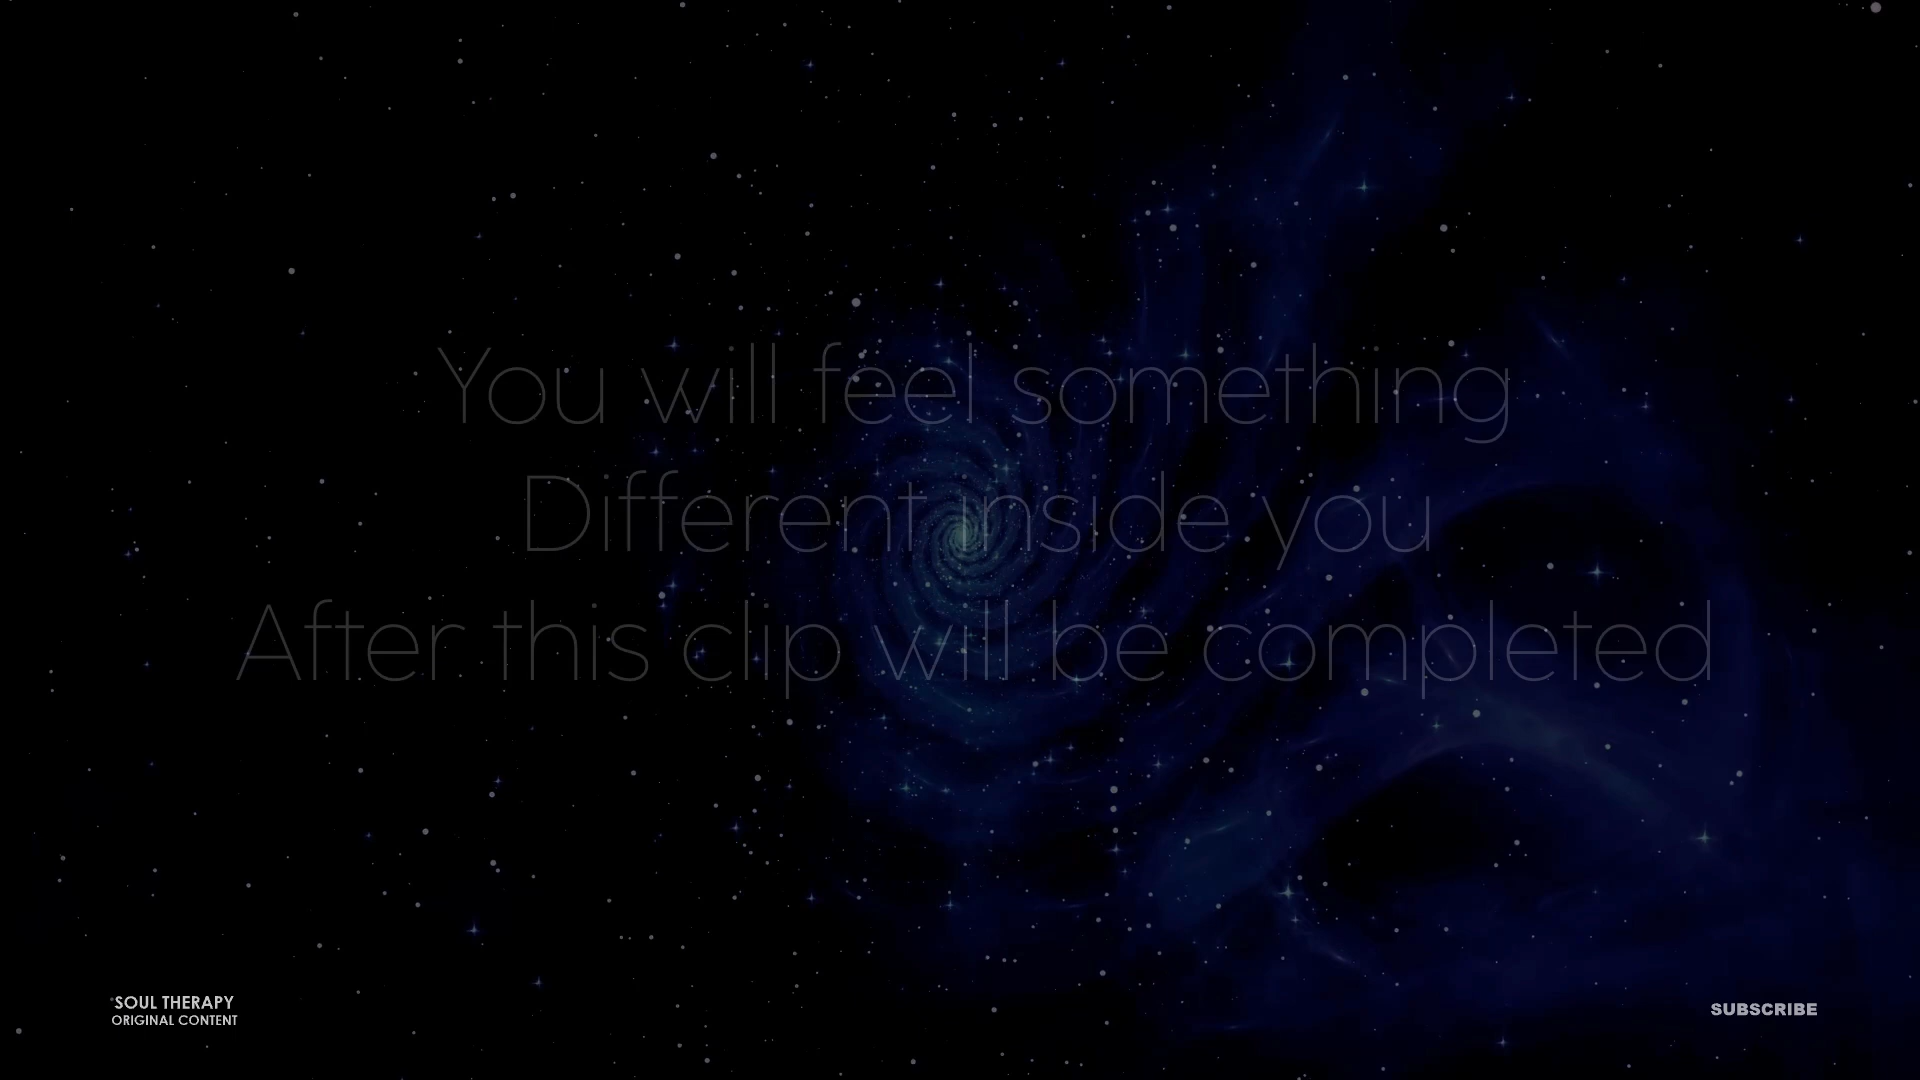 You will feel something
Different inside you
After this clip will be completed
SOUL THERAPY
ORIGINAL CONTENT
SUBSCRIBE